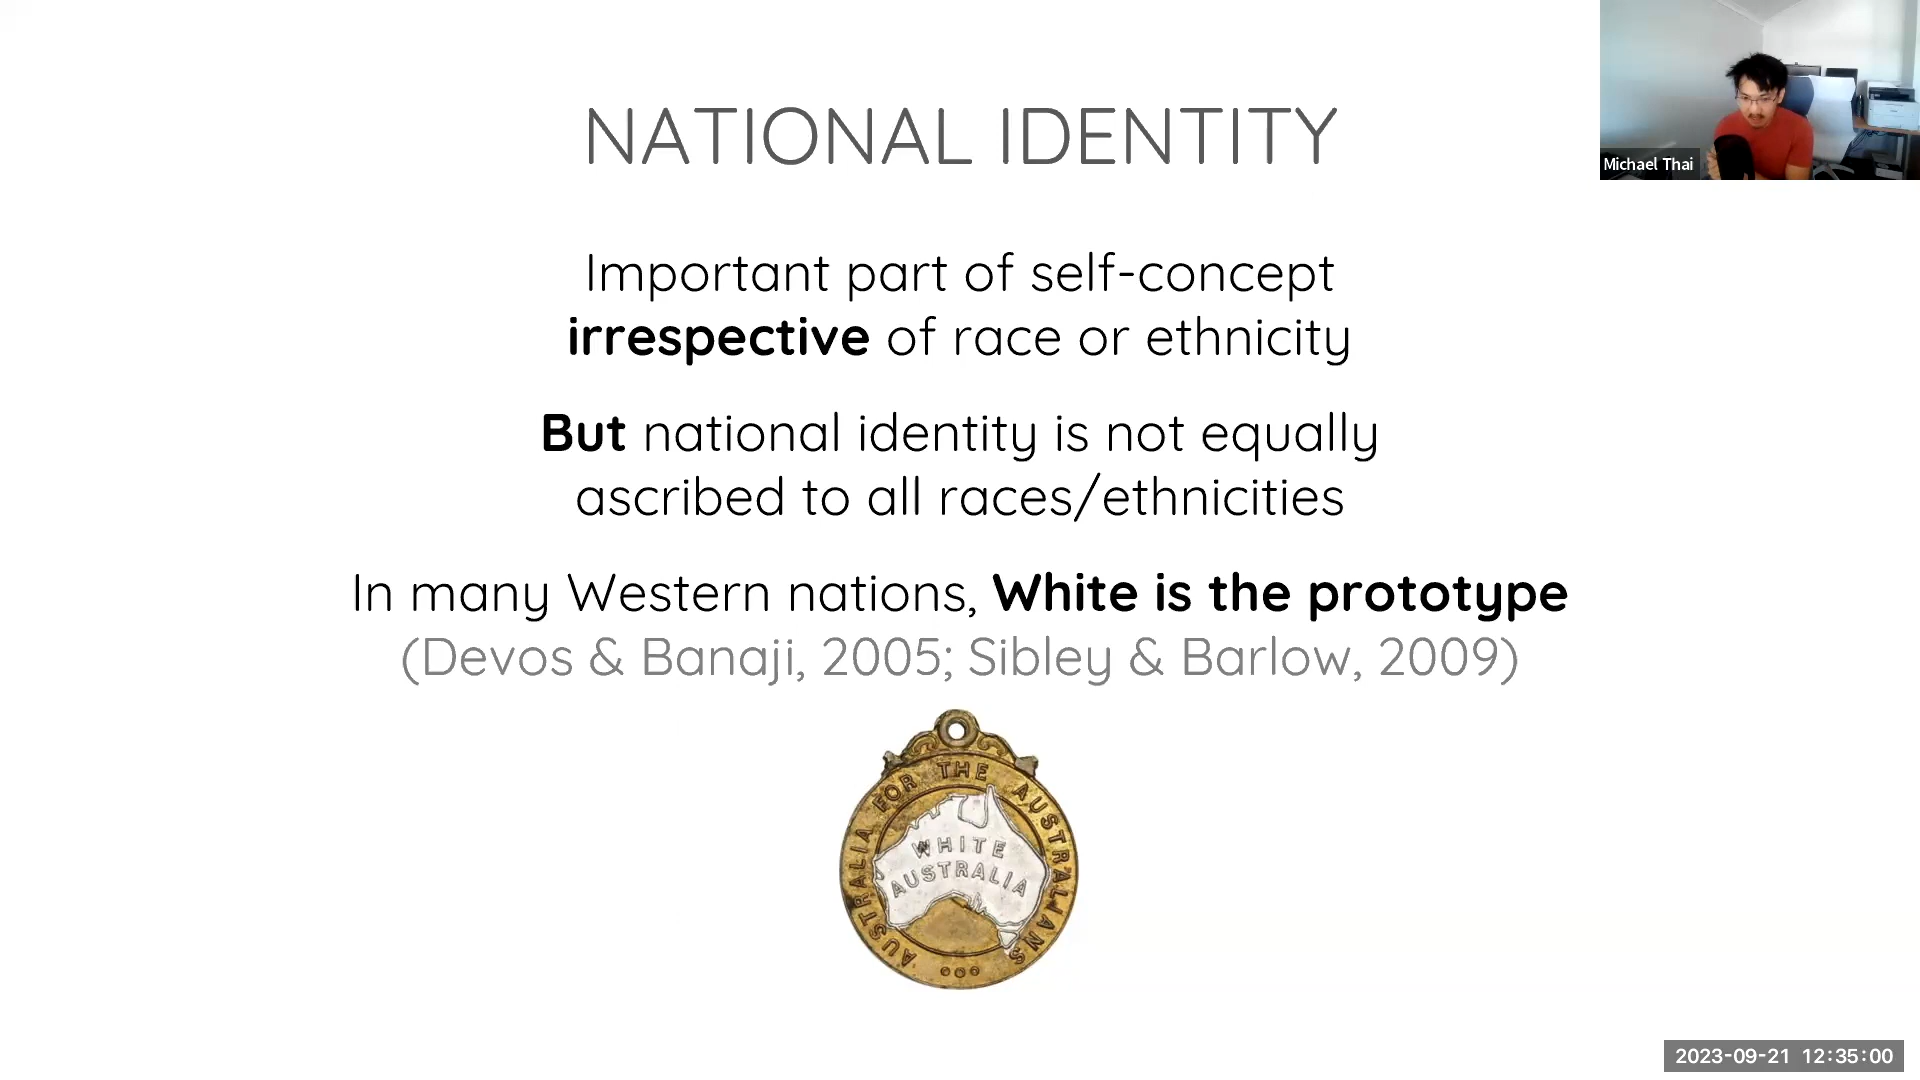 NATIONAL IDENTITY
Important part of self-concept
irrespective of race or ethnicity
But national identity is not equally
ascribed to all races/ethnicities
In many Western nations, White is the prototype
(Devos & Banaji, 2005; Sibley & Barlow, 2009)
AUSTRALIA FOR THE AUSTRALIANS
WHITE
AUSTRALIA
Michael Thai
2023-09-21 12:35:00